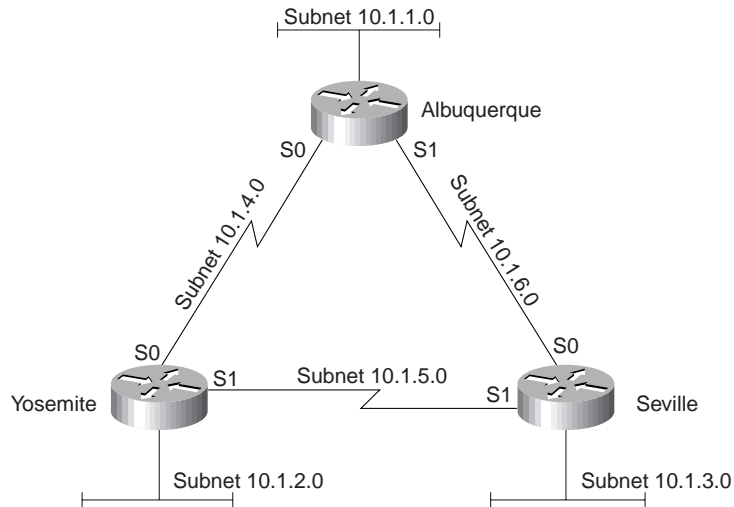 Subnet 10.1.1.0
Albuquerque
S0
S1
Subnet 10.1.4.0
Subnet 10.1.6.0
S0
S0
S1
Subnet 10.1.5.0
S1
Yosemite
Seville
Subnet 10.1.2.0
Subnet 10.1.3.0